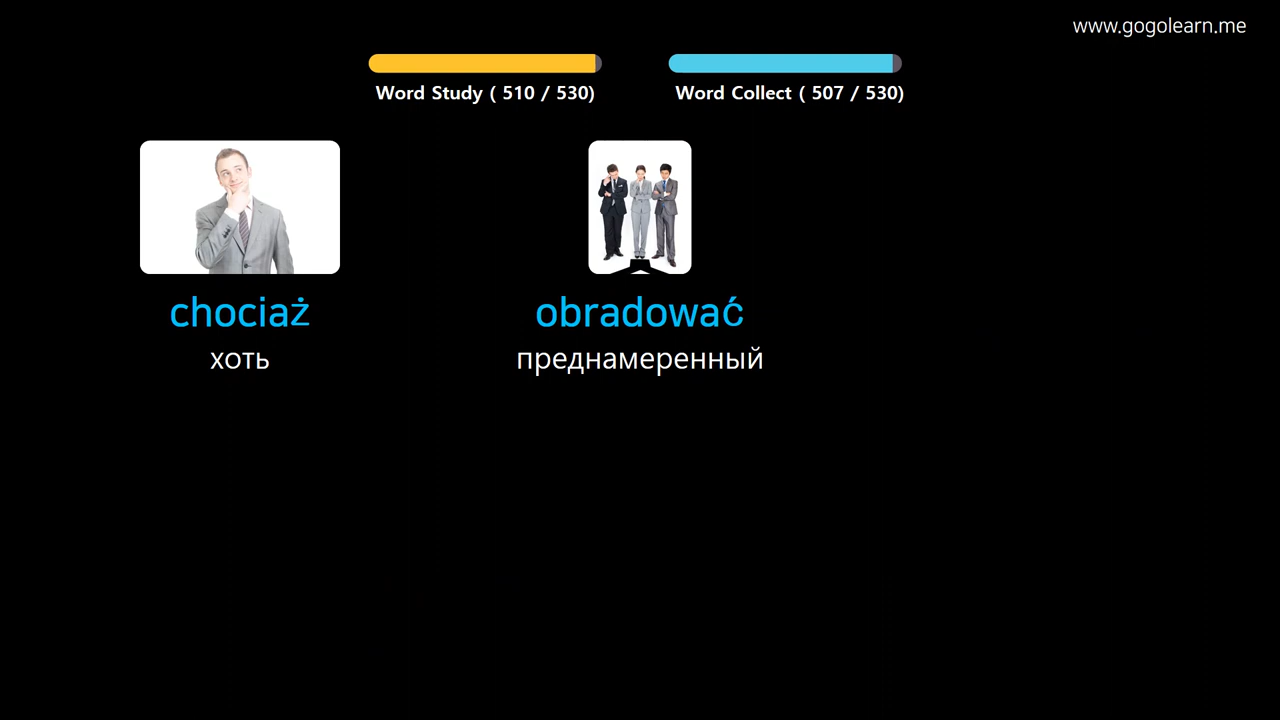 www.gogolearn.me
Word Study ( 510 / 530)
Word Collect ( 507 / 530)
chociaż
obradować
хоть
преднамеренный